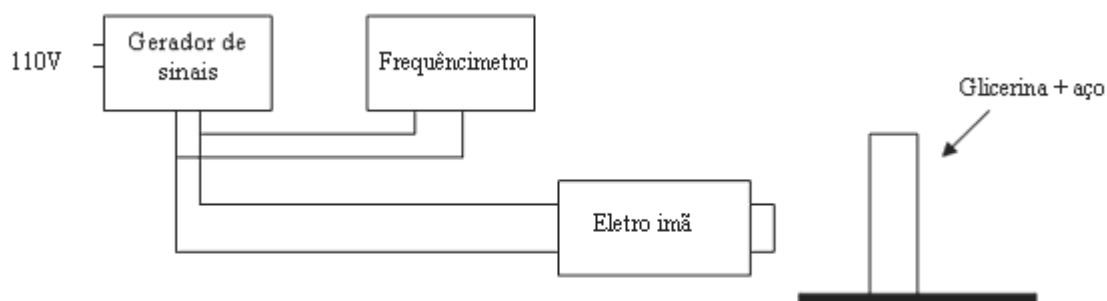 110V
Gerador de
sinais
Frequêncimetro
Glicerina + aço
Eletro imã